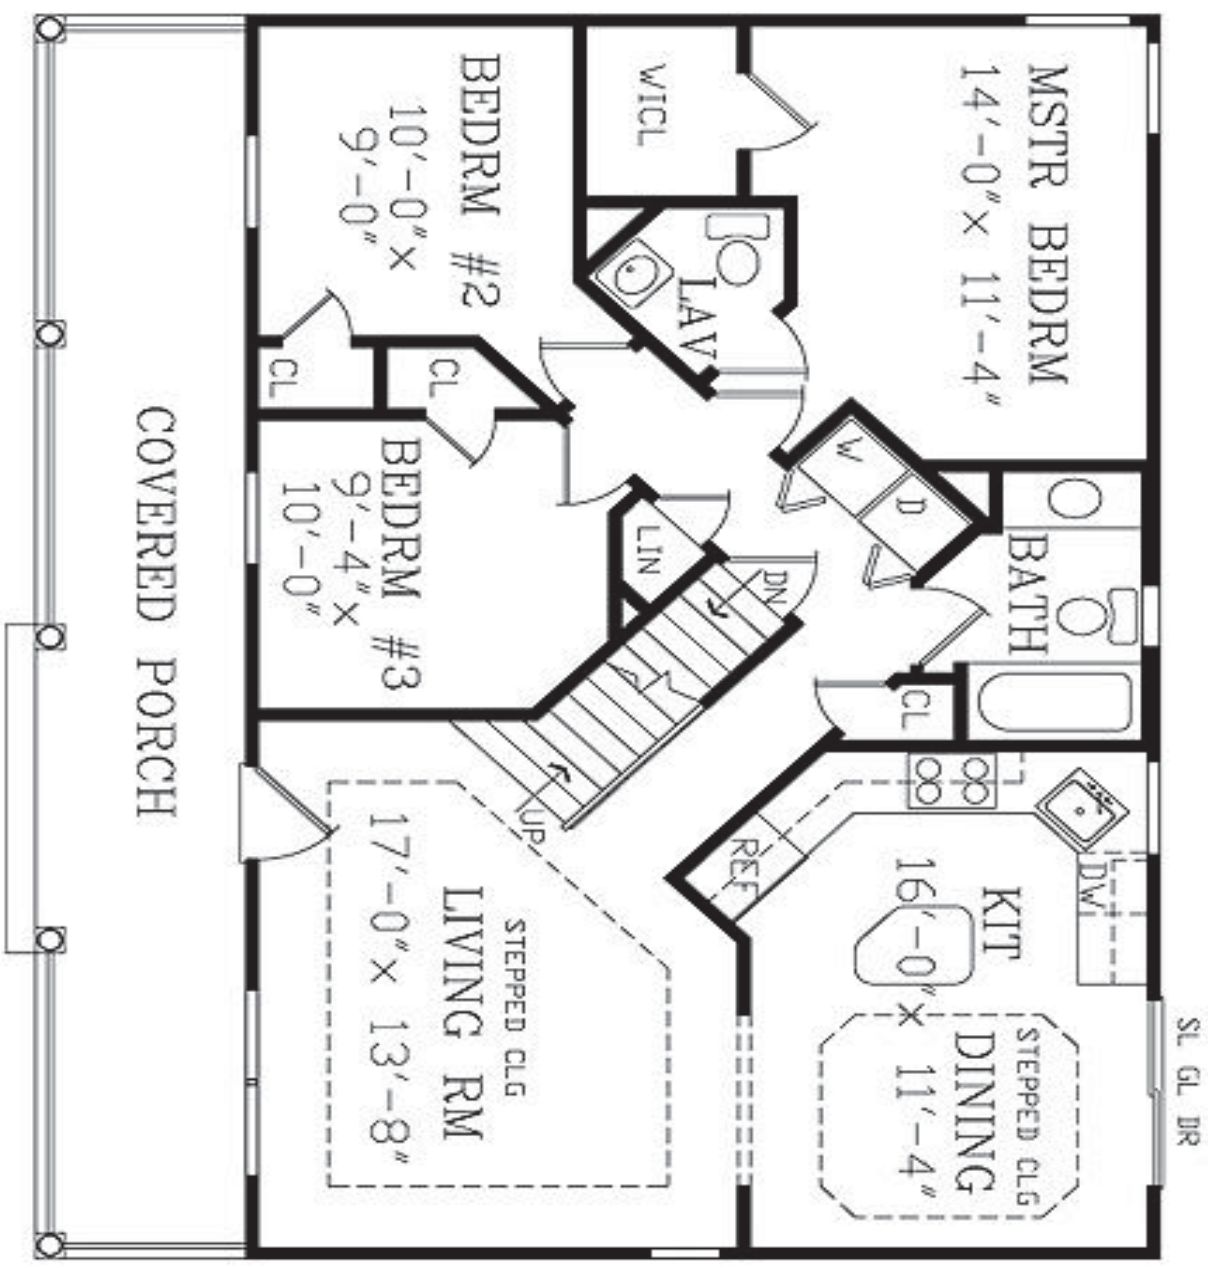 MSTR BEDRM
14'-0"x 11'-4"
WICL
BEDRM #2
10'-0"x
9'-0"
LAV
CL
CL
W
D
BATH
LIN
DN
CL
BEDRM #3
9'-4"x
10'-0"
UP
COVERED PORCH
REF
DW
KIT
16'-0"x 11'-4"
DINING
STEPPED CLG
SL GL DR
STEPPED CLG
LIVING RM
17'-0"x 13'-8"